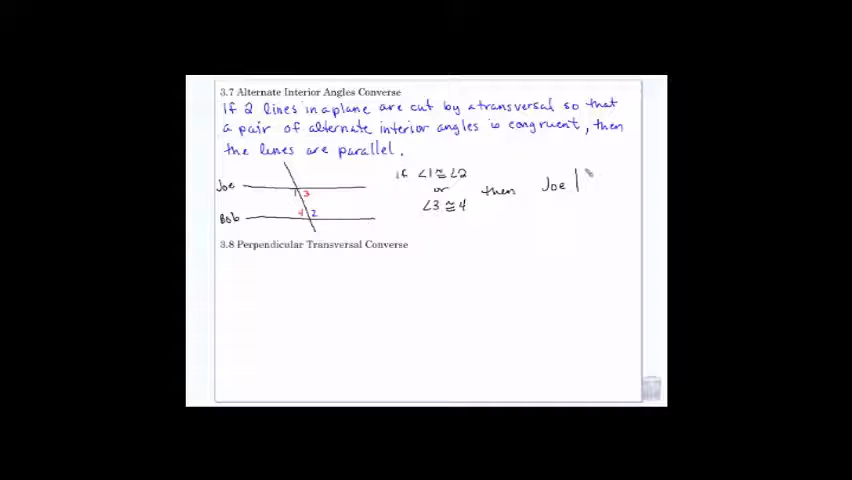 3.7 Alternate Interior Angles Converse
If 2 lines in a plane are cut by a transversal so that
a pair of alternate interior angles is congruent, then
the lines are parallel.
if ∠1 ≅ ∠2
or
∠3 ≅ 4
then Joe |
Joe
1 3
4 2
Bob
3.8 Perpendicular Transversal Converse